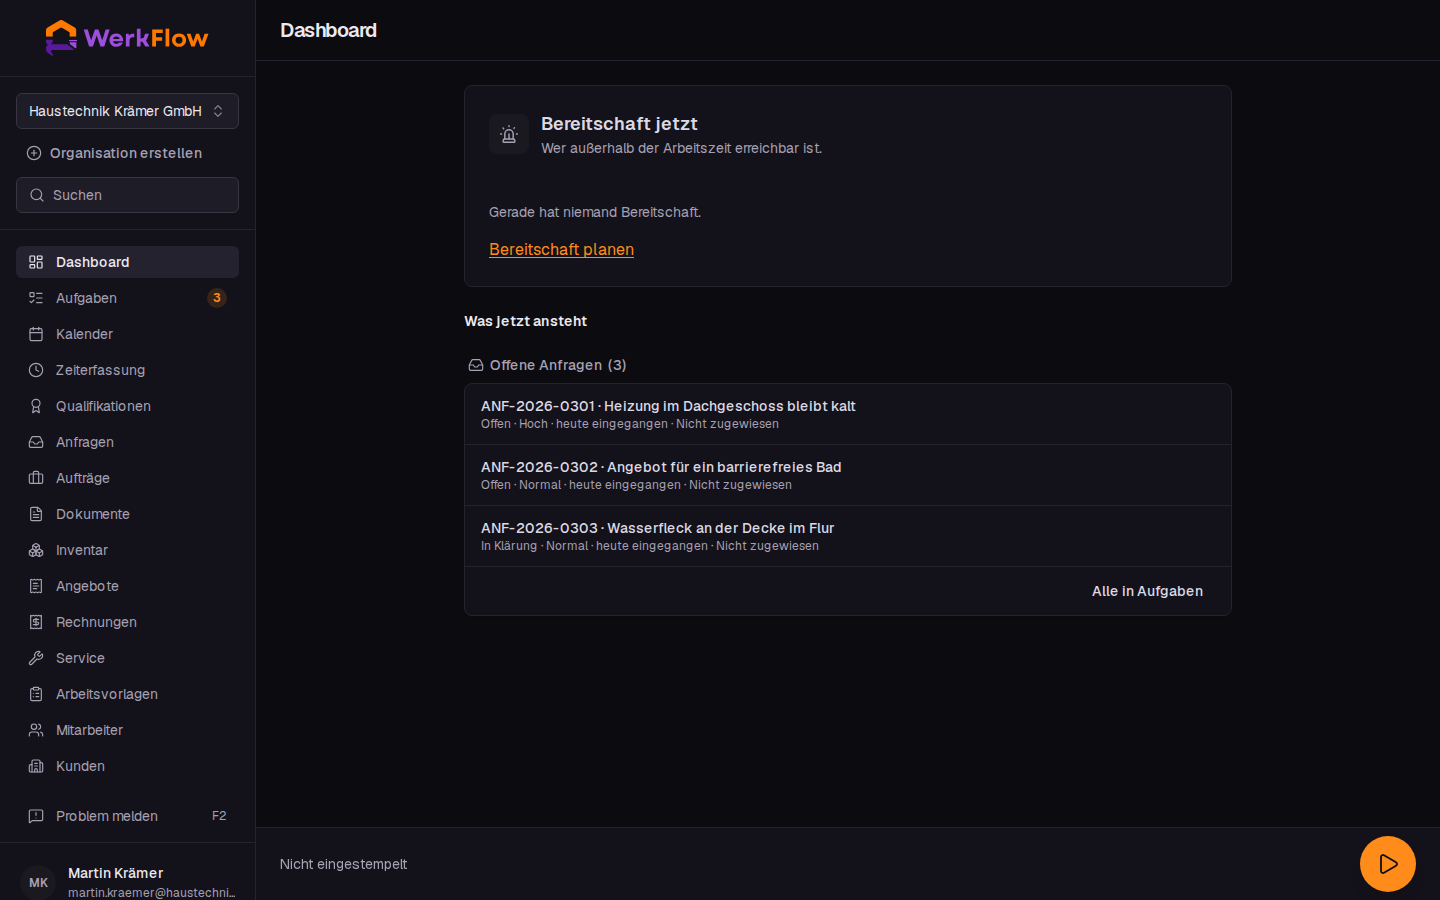 WerkFlow
Haustechnik Krämer GmbH
Organisation erstellen
Suchen
Dashboard
Aufgaben 3
Kalender
Zeiterfassung
Qualifikationen
Anfragen
Aufträge
Dokumente
Inventar
Angebote
Rechnungen
Service
Arbeitsvorlagen
Mitarbeiter
Kunden
Problem melden F2
MK
Martin Krämer
martin.kraemer@haustechni...
Dashboard
Bereitschaft jetzt
Wer außerhalb der Arbeitszeit erreichbar ist.
Gerade hat niemand Bereitschaft.
Bereitschaft planen
Was jetzt ansteht
Offene Anfragen (3)
ANF-2026-0301 · Heizung im Dachgeschoss bleibt kalt
Offen · Hoch · heute eingegangen · Nicht zugewiesen
ANF-2026-0302 · Angebot für ein barrierefreies Bad
Offen · Normal · heute eingegangen · Nicht zugewiesen
ANF-2026-0303 · Wasserfleck an der Decke im Flur
In Klärung · Normal · heute eingegangen · Nicht zugewiesen
Alle in Aufgaben
Nicht eingestempelt